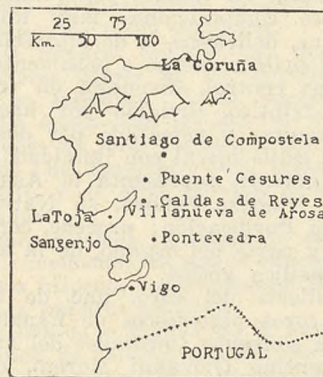 25 75
Km. 50 100
La Coruña
Santiago de Compostela
Puente Cesures
Caldas de Reyes
LaToja Villanueva de Arosa
Sangenjo Pontevedra
Vigo
PORTUGAL